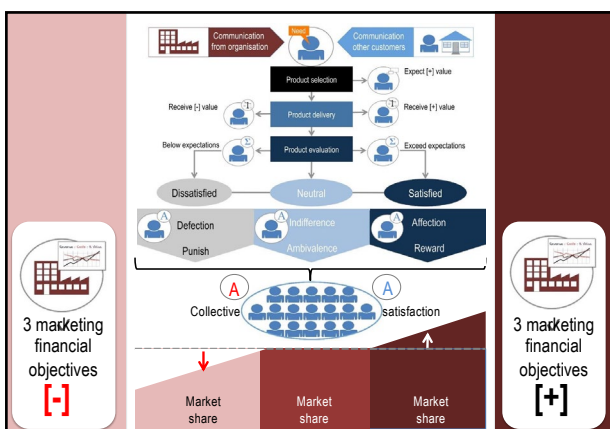 Need
Communication
from organisation
Communication
other customers
Product selection
Expect [+] value
Receive [-] value
Product delivery
Receive [+] value
Below expectations
Σ
Product evaluation
Σ
Exceed expectations
Dissatisfied
Neutral
Satisfied
A
Defection
Punish
A
Indifference
Ambivalence
A
Affection
Reward
A
A
Collective
satisfaction
3 marketing
financial
objectives
[-]
3 marketing
financial
objectives
[+]
Market
share
Market
share
Market
share